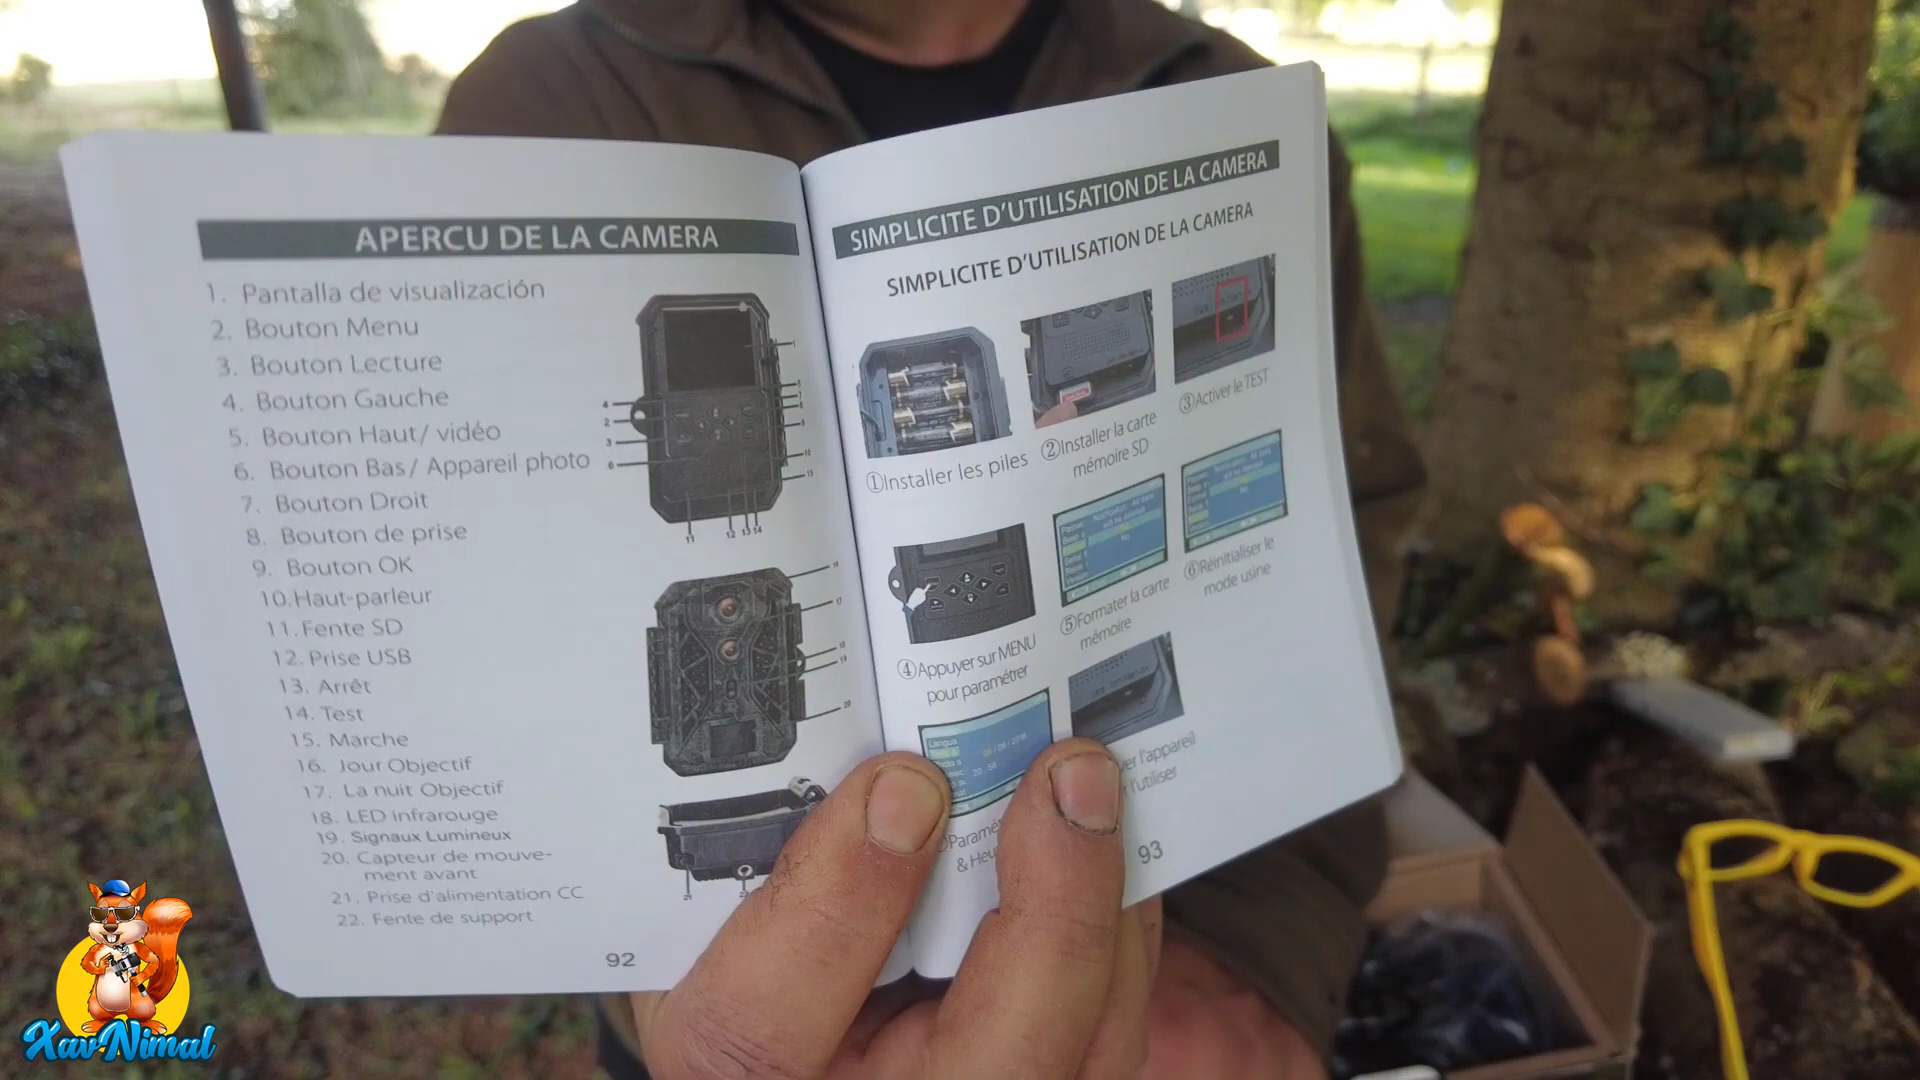 APERCU DE LA CAMERA
1. Pantalla de visualización
2. Bouton Menu
3. Bouton Lecture
4. Bouton Gauche
5. Bouton Haut/ vidéo
6. Bouton Bas/ Appareil photo
7. Bouton Droit
8. Bouton de prise
9. Bouton OK
10.Haut-parleur
11. Fente SD
12. Prise USB
13. Arrêt
14. Test
15. Marche
16. Jour Objectif
17. La nuit Objectif
18. LED infrarouge
19. Signaux Lumineux
20. Capteur de mouve-
ment avant
21. Prise d'alimentation CC
22. Fente de support
92
SIMPLICITE D'UTILISATION DE LA CAMERA
SIMPLICITE D'UTILISATION DE LA CAMERA
①Installer les piles
②Installer la carte
mémoire SD
③Activer le TEST
④Appuyer sur MENU
pour paramétrer
⑤Formater la carte
mémoire
⑥Réinitialiser le
mode usine
l'appareil
l'utiliser
93
XavNimal